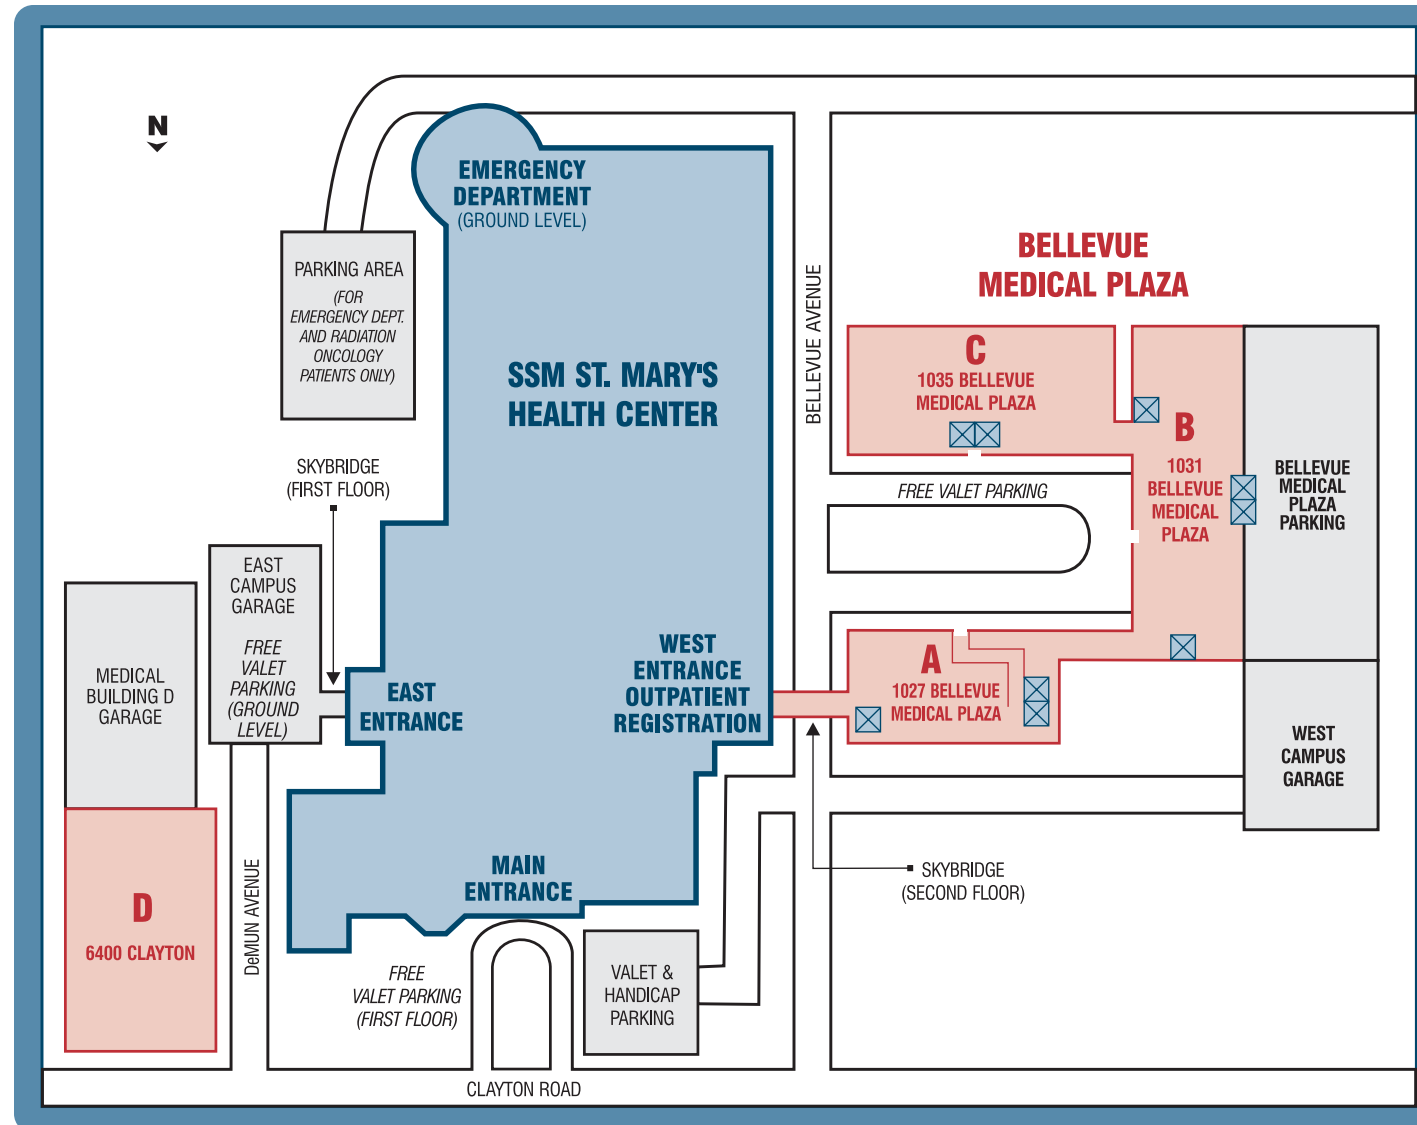 N
EMERGENCY
DEPARTMENT
(GROUND LEVEL)
PARKING AREA
(FOR
EMERGENCY DEPT.
AND RADIATION
ONCOLOGY
PATIENTS ONLY)
SSM ST. MARY'S
HEALTH CENTER
BELLEVUE AVENUE
BELLEVUE
MEDICAL PLAZA
C
1035 BELLEVUE
MEDICAL PLAZA
B
1031
BELLEVUE
MEDICAL
PLAZA
BELLEVUE
MEDICAL
PLAZA
PARKING
SKYBRIDGE
(FIRST FLOOR)
FREE VALET PARKING
EAST
CAMPUS
GARAGE
FREE
VALET
PARKING
(GROUND
LEVEL)
MEDICAL
BUILDING D
GARAGE
EAST
ENTRANCE
WEST
ENTRANCE
OUTPATIENT
REGISTRATION
A
1027 BELLEVUE
MEDICAL PLAZA
WEST
CAMPUS
GARAGE
MAIN
ENTRANCE
SKYBRIDGE
(SECOND FLOOR)
D
6400 CLAYTON
DeMUN AVENUE
FREE
VALET PARKING
(FIRST FLOOR)
VALET &
HANDICAP
PARKING
CLAYTON ROAD